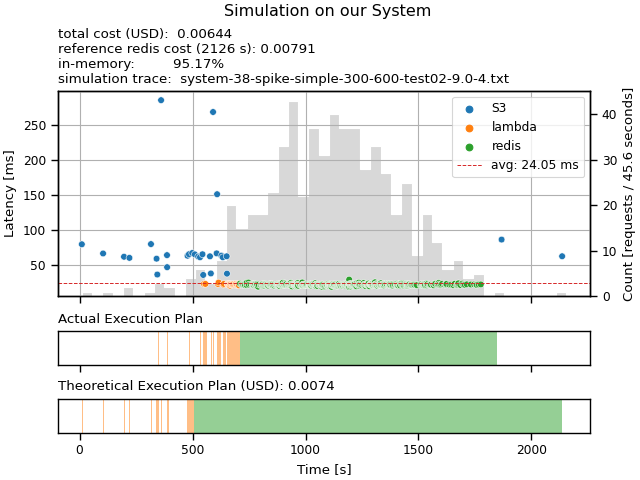 Simulation on our System
total cost (USD):  0.00644
reference redis cost (2126 s): 0.00791
in-memory:         95.17%
simulation trace:  system-38-spike-simple-300-600-test02-9.0-4.txt
Latency [ms]
250
200
150
100
50
S3
lambda
redis
avg: 24.05 ms
40
30
20
10
0
Count [requests / 45.6 seconds]
Actual Execution Plan
Theoretical Execution Plan (USD): 0.0074
0
500
1000
1500
2000
Time [s]